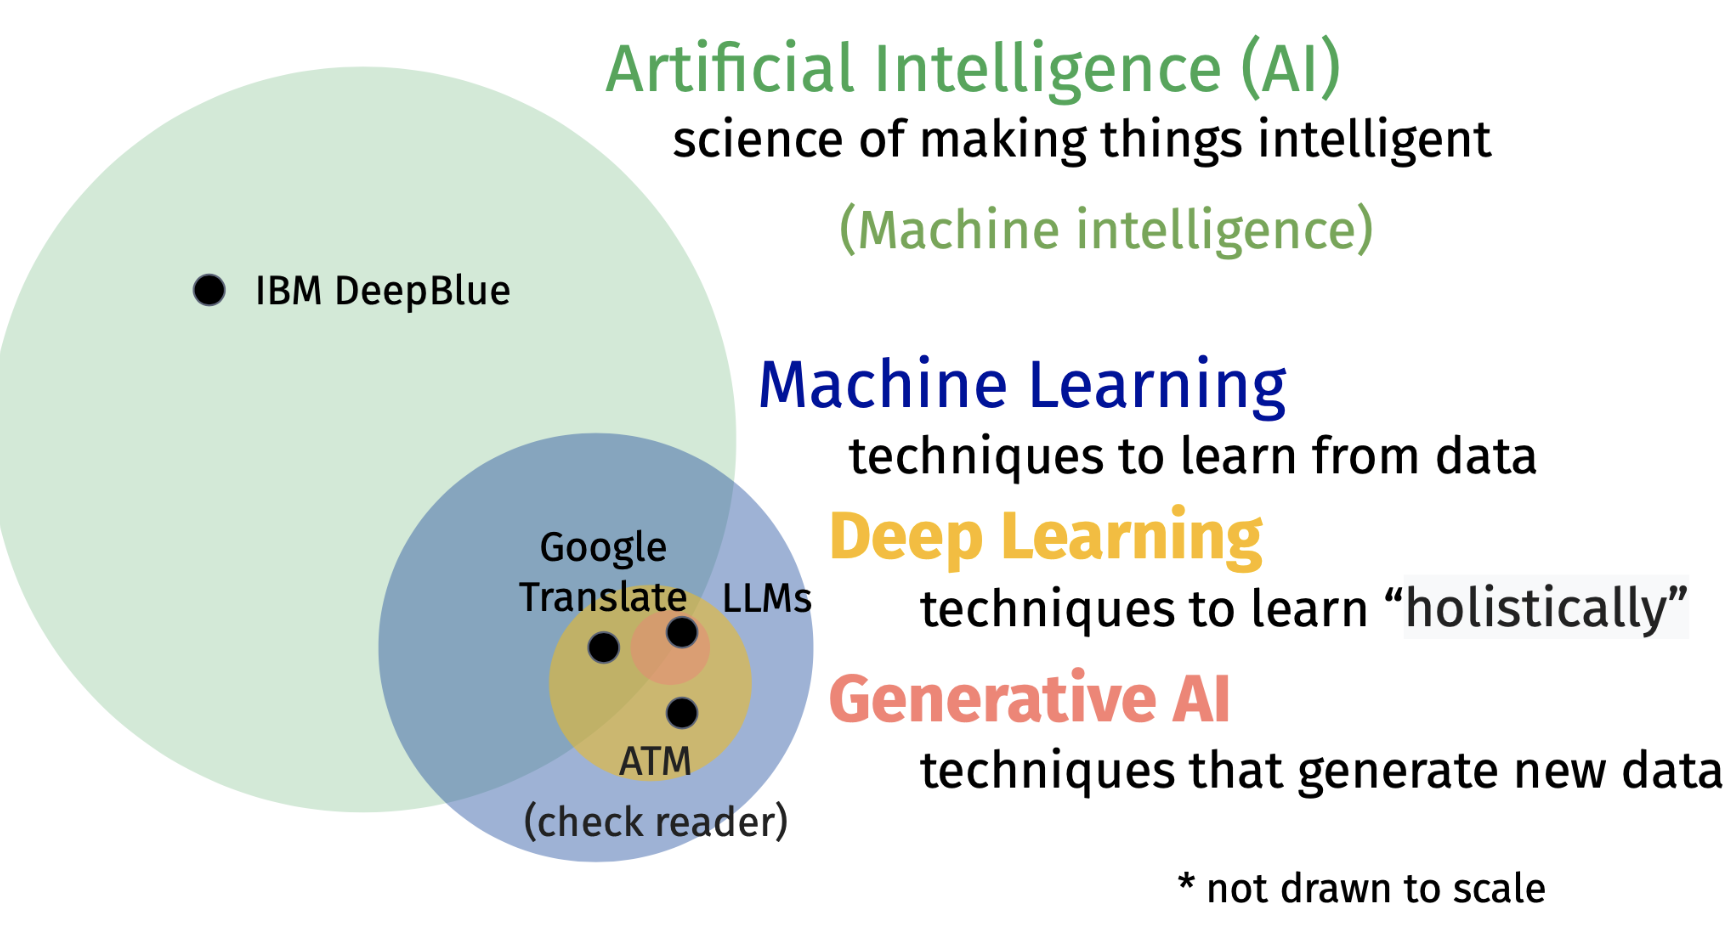 Artificial Intelligence (AI)
science of making things intelligent
(Machine intelligence)
IBM DeepBlue
Machine Learning
techniques to learn from data
Deep Learning
techniques to learn “holistically”
Generative AI
techniques that generate new data
Google
Translate
LLMs
ATM
(check reader)
* not drawn to scale